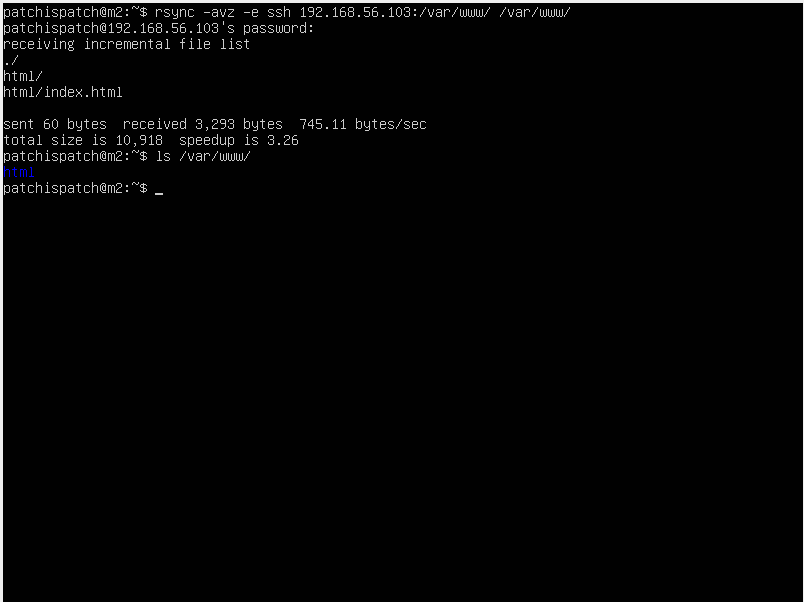 patchispatch@m2:~$ rsync -avz -e ssh 192.168.56.103:/var/www/ /var/www/
patchispatch@192.168.56.103's password:
receiving incremental file list
./
html/
html/index.html
sent 60 bytes  received 3,293 bytes  745.11 bytes/sec
total size is 10,918  speedup is 3.26
patchispatch@m2:~$ ls /var/www/
html
patchispatch@m2:~$ _